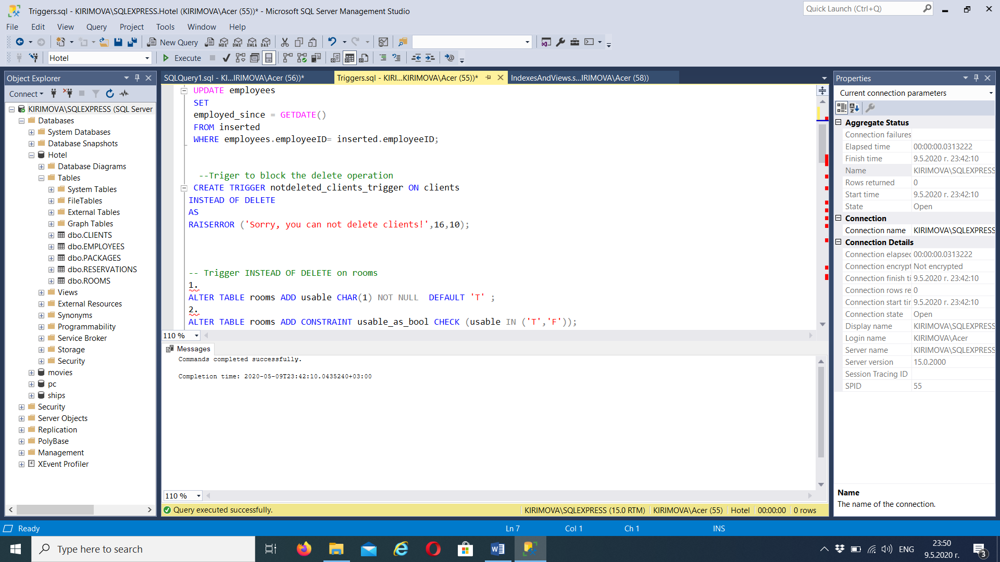 Triggers.sql - KIRIMOVA\SQLEXPRESS.Hotel (KIRIMOVA\Acer (55))* - Microsoft SQL Server Management Studio
Quick Launch (Ctrl+Q)
File Edit View Query Project Tools Window Help
New Query MDX DMX XMLA DAX
Hotel Execute
Object Explorer
Connect
KIRIMOVA\SQLEXPRESS (SQL Server
Databases
System Databases
Database Snapshots
Hotel
Database Diagrams
Tables
System Tables
FileTables
External Tables
Graph Tables
dbo.CLIENTS
dbo.EMPLOYEES
dbo.PACKAGES
dbo.RESERVATIONS
dbo.ROOMS
Views
External Resources
Synonyms
Programmability
Service Broker
Storage
Security
movies
pc
ships
Security
Server Objects
Replication
PolyBase
Management
XEvent Profiler
SQLQuery1.sql - KI...IRIMOVA\Acer (56))* Triggers.sql - KIRI...KIRIMOVA\Acer (55))* IndexesAndViews.s...IRIMOVA\Acer (58))
UPDATE employees
SET
employed_since = GETDATE()
FROM inserted
WHERE employees.employeeID= inserted.employeeID;
--Triger to block the delete operation
CREATE TRIGGER notdeleted_clients_trigger ON clients
INSTEAD OF DELETE
AS
RAISERROR ('Sorry, you can not delete clients!',16,10);
-- Trigger INSTEAD OF DELETE on rooms
1.
ALTER TABLE rooms ADD usable CHAR(1) NOT NULL DEFAULT 'T' ;
2.
ALTER TABLE rooms ADD CONSTRAINT usable_as_bool CHECK (usable IN ('T','F'));
110 %
Messages
Commands completed successfully.
Completion time: 2020-05-09T23:42:10.0435240+03:00
110 %
Query executed successfully. KIRIMOVA\SQLEXPRESS (15.0 RTM) KIRIMOVA\Acer (55) Hotel 00:00:00 0 rows
Properties
Current connection parameters
Aggregate Status
Connection failures
Elapsed time 00:00:00.0313222
Finish time 9.5.2020 г. 23:42:10
Name KIRIMOVA\SQLEXPRESS
Rows returned 0
Start time 9.5.2020 г. 23:42:10
State Open
Connection
Connection name KIRIMOVA\SQLEXPRESS
Connection Details
Connection elapsed 00:00:00.0313222
Connection encrypt Not encrypted
Connection finish ti 9.5.2020 г. 23:42:10
Connection rows re 0
Connection start tir 9.5.2020 г. 23:42:10
Connection state Open
Display name KIRIMOVA\SQLEXPRESS
Login name KIRIMOVA\Acer
Server name KIRIMOVA\SQLEXPRESS
Server version 15.0.2000
Session Tracing ID
SPID 55
Name
The name of the connection.
Ready Ln 7 Col 1 Ch 1 INS
Type here to search
ENG
23:50
9.5.2020 г.
3